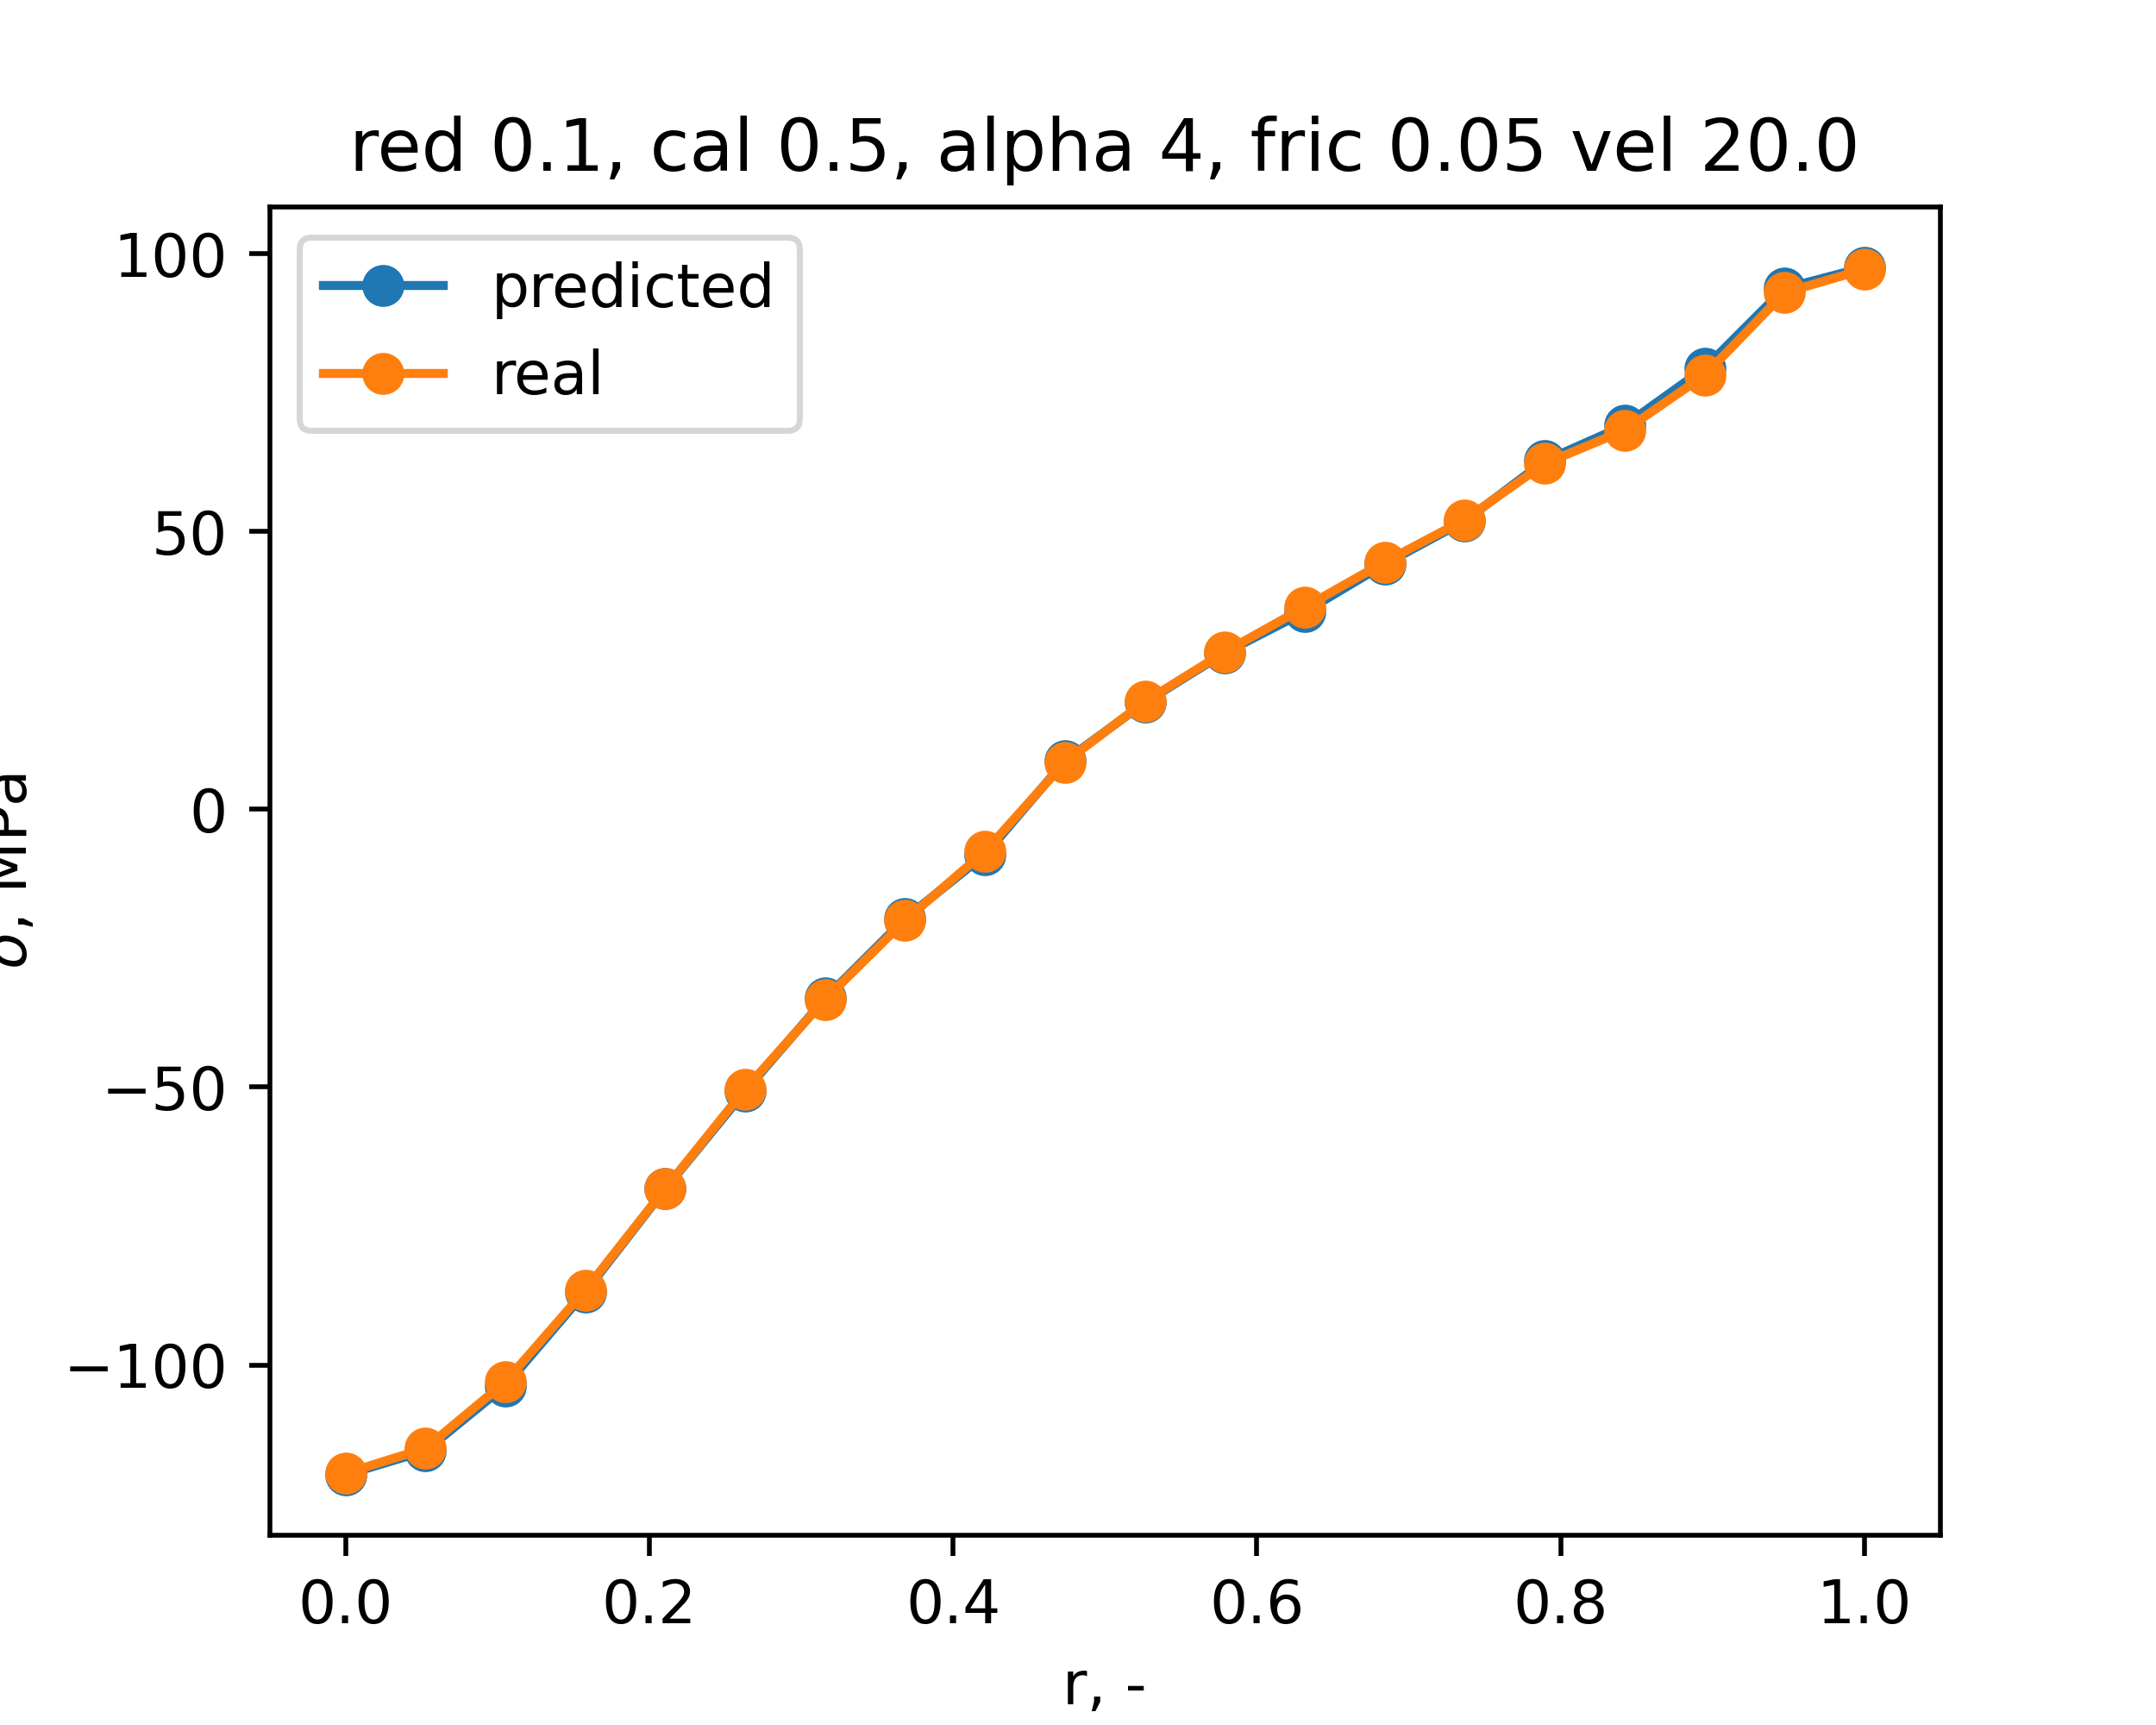 red 0.1, cal 0.5, alpha 4, fric 0.05 vel 20.0
predicted
real
100
50
0
−50
−100
σ, MPa
0.0 0.2 0.4 0.6 0.8 1.0
r, -